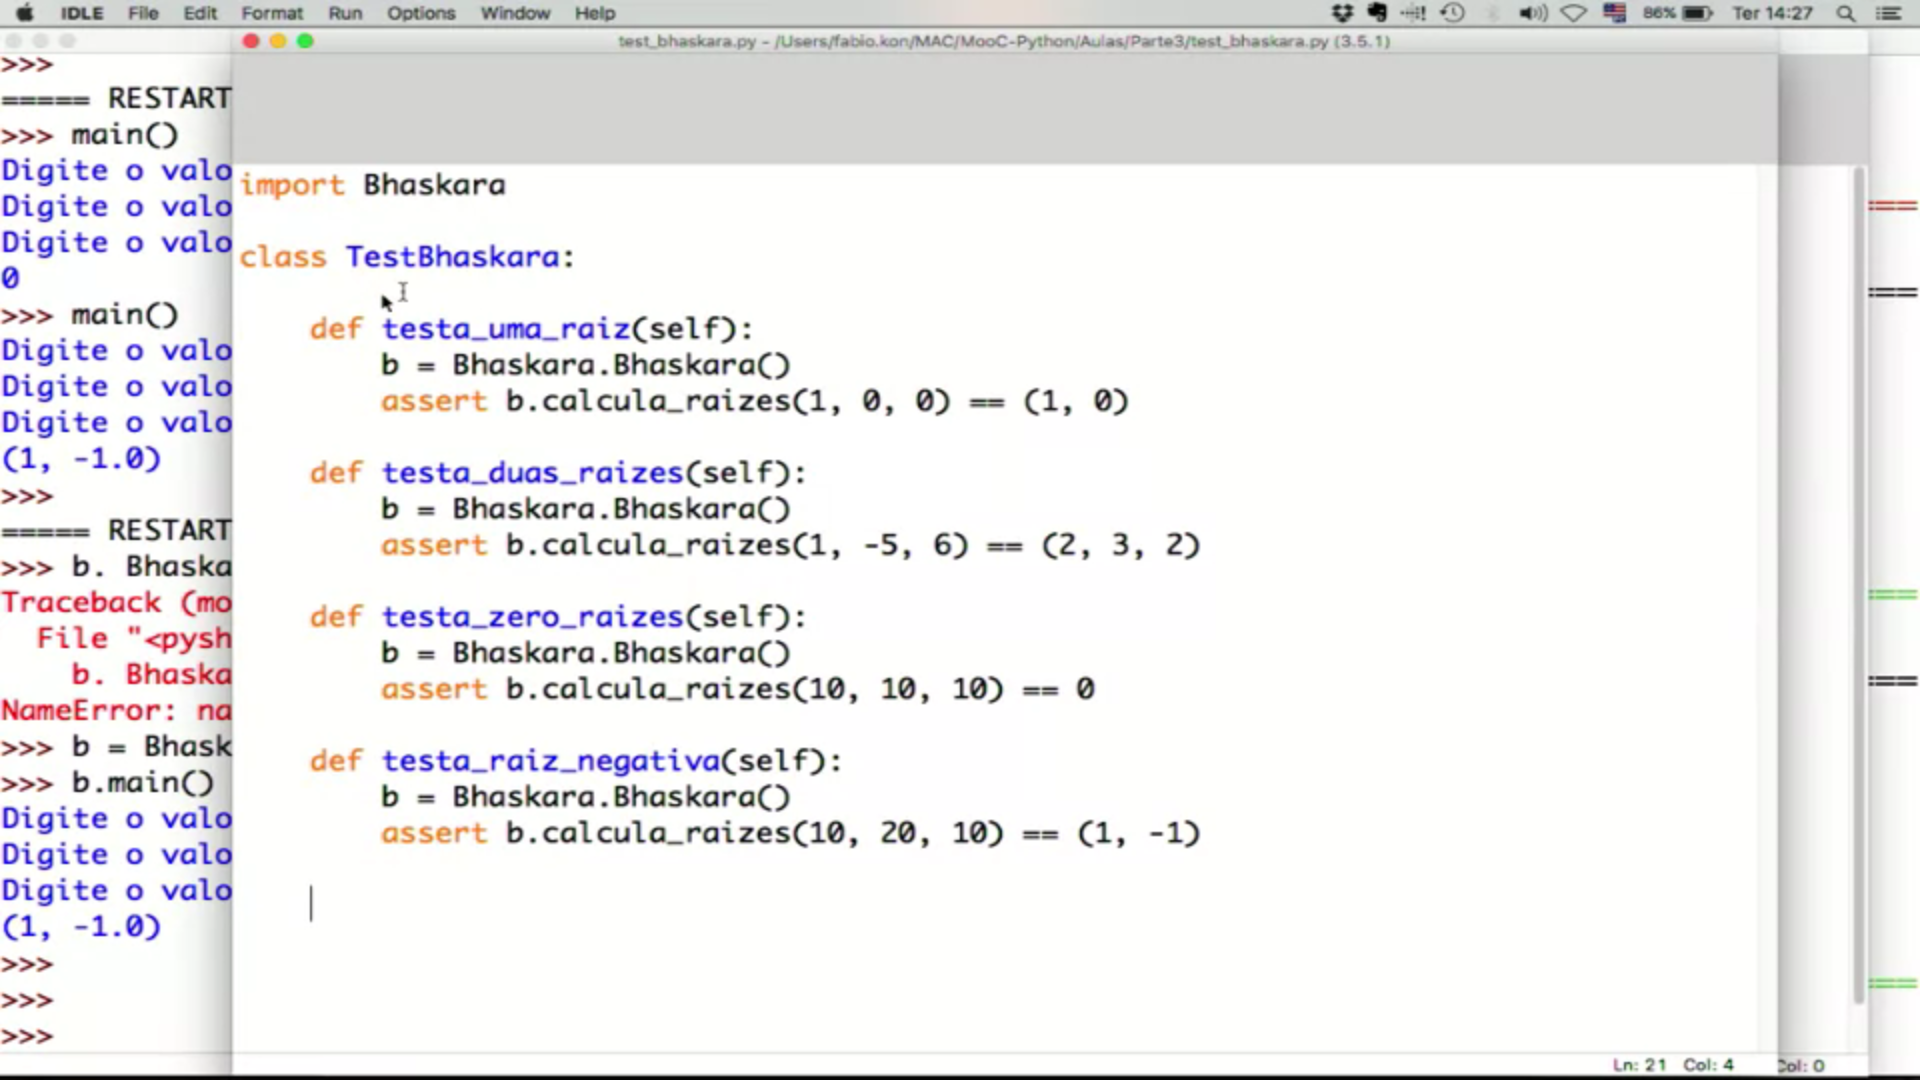 IDLE File Edit Format Run Options Window Help 86% Ter 14:27
test_bhaskara.py - /Users/fabio.kon/MAC/MooC-Python/Aulas/Parte3/test_bhaskara.py (3.5.1)
>>>
===== RESTART
>>> main()
Digite o valo
Digite o valo
Digite o valo
0
>>> main()
Digite o valo
Digite o valo
Digite o valo
(1, -1.0)
>>>
===== RESTART
>>> b. Bhaska
Traceback (mo
File "<pysh
b. Bhaska
NameError: na
>>> b = Bhask
>>> b.main()
Digite o valo
Digite o valo
Digite o valo
(1, -1.0)
>>>
>>>
>>>
import Bhaskara
class TestBhaskara:
def testa_uma_raiz(self):
b = Bhaskara.Bhaskara()
assert b.calcula_raizes(1, 0, 0) == (1, 0)
def testa_duas_raizes(self):
b = Bhaskara.Bhaskara()
assert b.calcula_raizes(1, -5, 6) == (2, 3, 2)
def testa_zero_raizes(self):
b = Bhaskara.Bhaskara()
assert b.calcula_raizes(10, 10, 10) == 0
def testa_raiz_negativa(self):
b = Bhaskara.Bhaskara()
assert b.calcula_raizes(10, 20, 10) == (1, -1)
===
===
===
===
===
Ln: 21 Col: 4 Col: 0